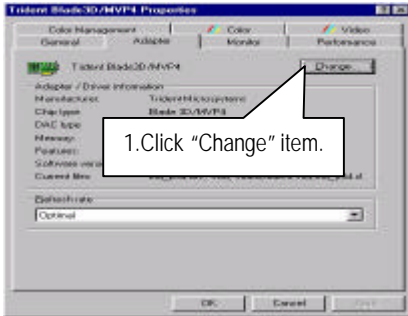 Trident Blade3D/MVP4 Properties
Color Management Color Video
General Adapter Monitor Performance
Trident Blade3D/MVP4
Change...
Adapter / Driver information
Manufacturer: Trident Microsystems
Chip type: Blade 3D/MVP4
DAC type:
Memory:
Features:
Software
Current files:
1.Click “Change” item.
Refresh rate
Optimal
OK Cancel